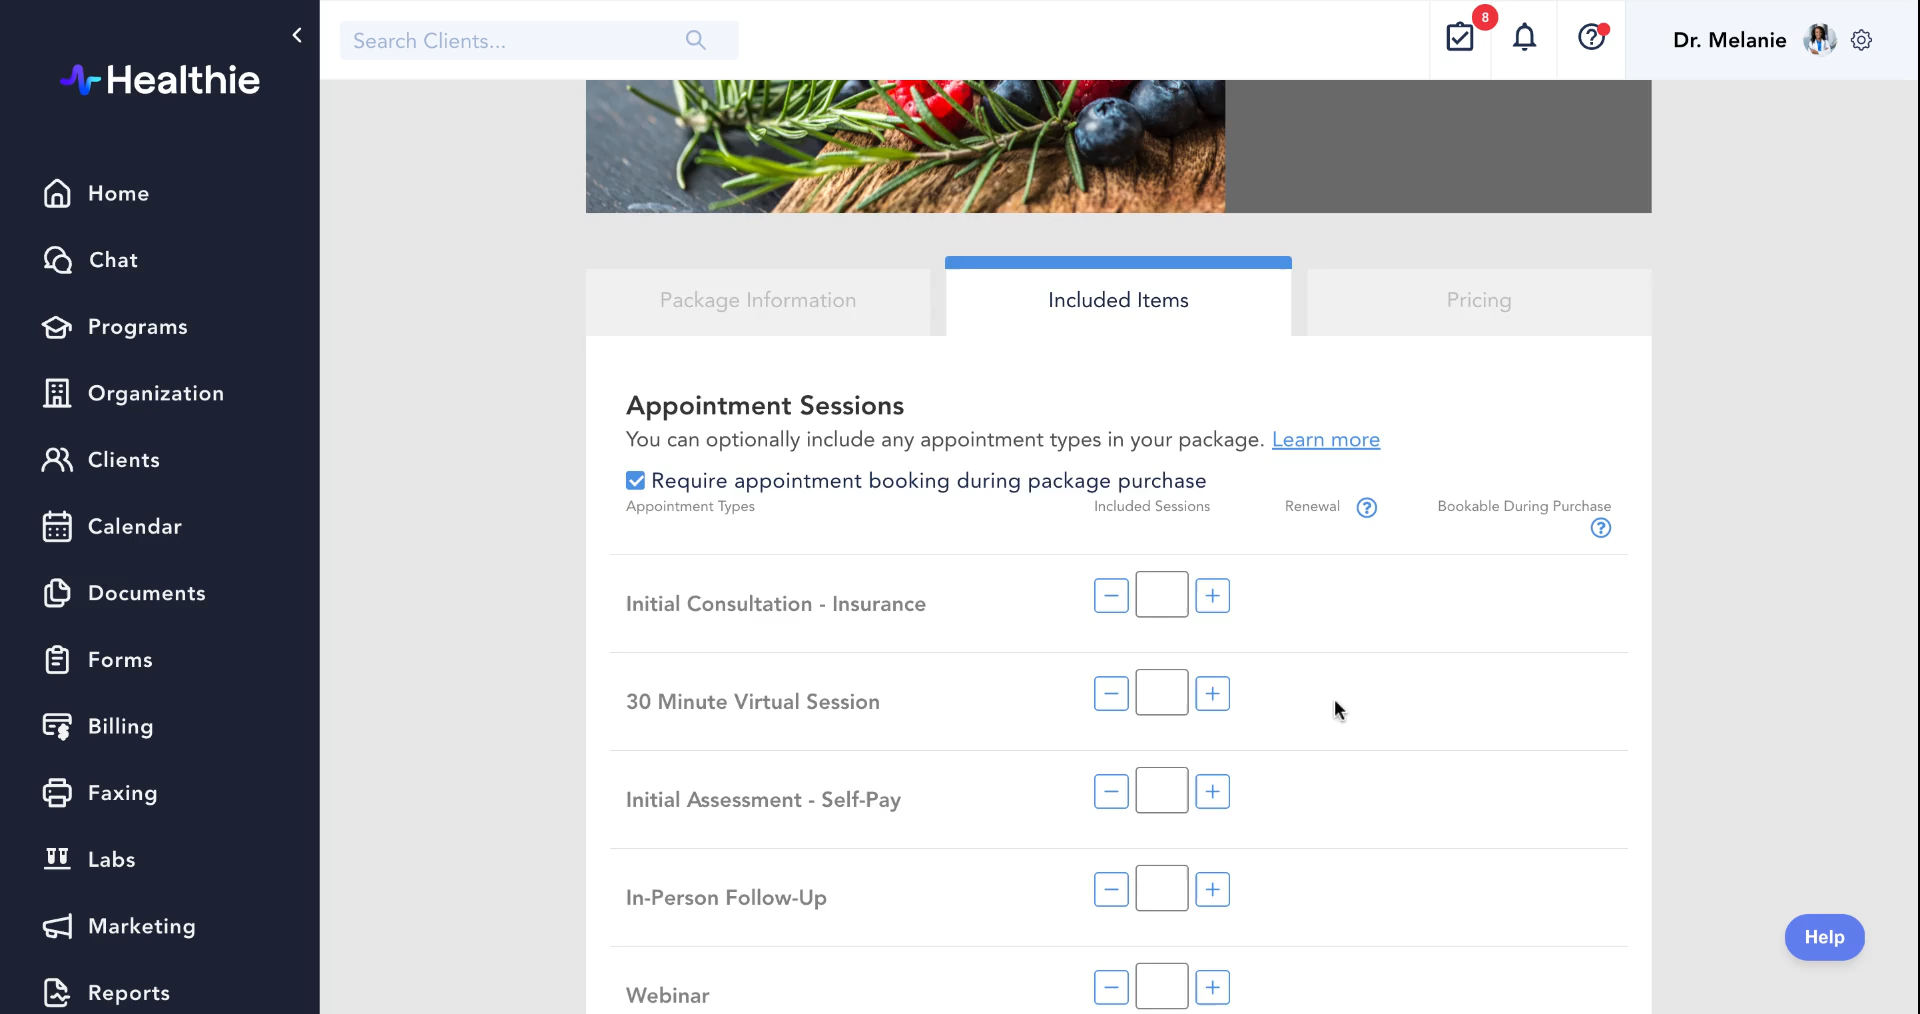 Healthie
Search Clients...
8
Dr. Melanie
Home
Chat
Programs
Organization
Clients
Calendar
Documents
Forms
Billing
Faxing
Labs
Marketing
Reports
Package Information
Included Items
Pricing
Appointment Sessions
You can optionally include any appointment types in your package. Learn more
Require appointment booking during package purchase
Appointment Types Included Sessions Renewal ? Bookable During Purchase ?
Initial Consultation - Insurance
30 Minute Virtual Session
Initial Assessment - Self-Pay
In-Person Follow-Up
Webinar
Help